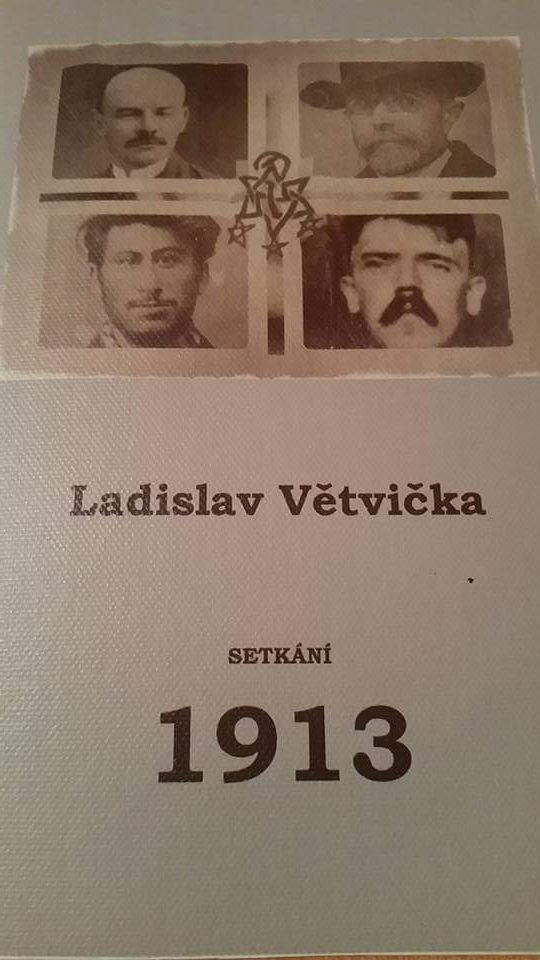 Ladislav Větvička
SETKÁNÍ
1913